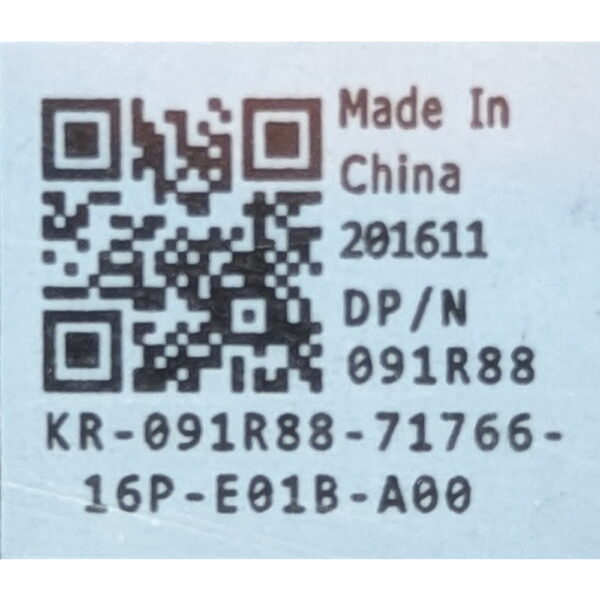 Made In
China
201611
DP/N
091R88
KR-091R88-71766-
16P-E01B-A00